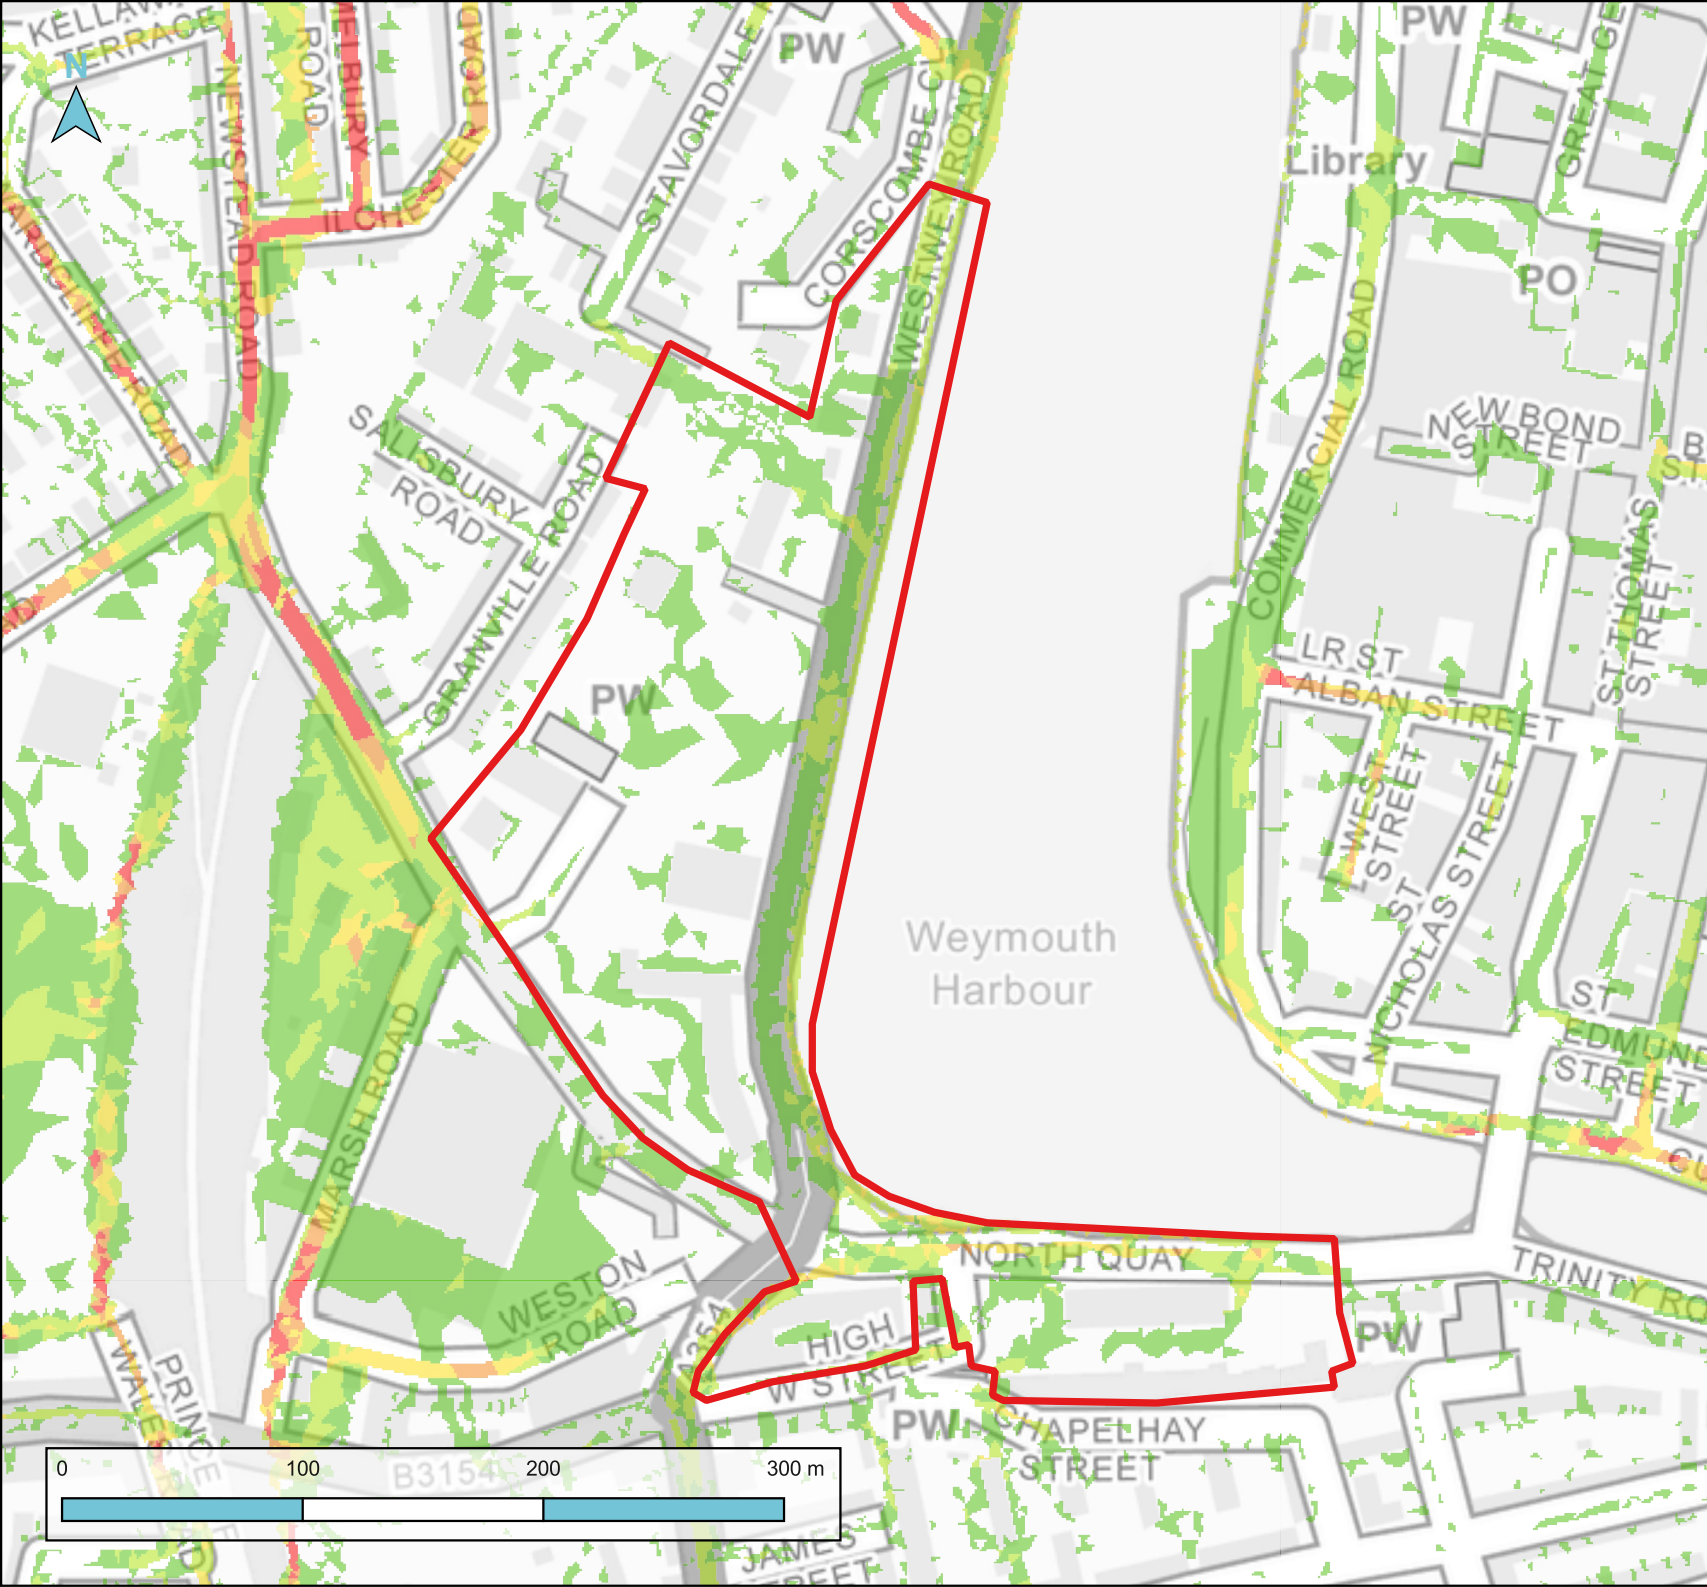 TERRACE
N
NEWSTEAD ROAD
ROAD
ROAD
ILCHESTER
STAVORDALE
PW
CORSCOMBE CL
WESTWEY ROAD
WESTWEY
PW
Library
GREAT GE
PO
COMMERCIAL ROAD
NEW BOND
STREET
ST THOMAS
STREET
SALISBURY
ROAD
GRANVILLE ROAD
LR ST
ALBAN STREET
WEST
STREET
ST
NICHOLAS STREET
PW
Weymouth
Harbour
ST
EDMUND
STREET
MARSH ROAD
WESTON
ROAD
NORTH QUAY
TRINITY RO
HIGH
W STREET
A354
PW
PW
CHAPELHAY
STREET
PRINCE
WALES
B3154
JAMES
0
100
200
300 m